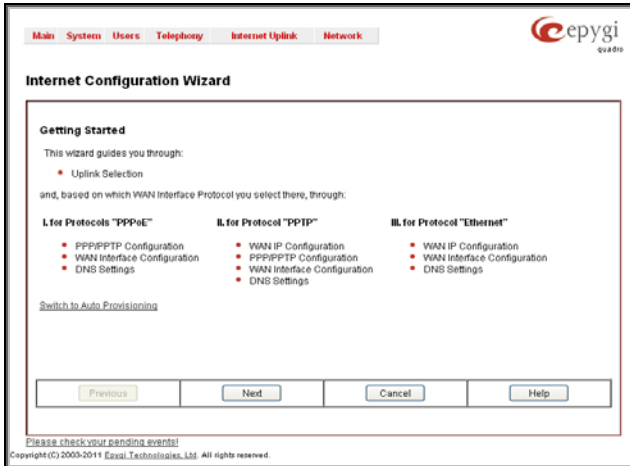 Main System Users Telephony Internet Uplink Network
epygi
quadro
Internet Configuration Wizard
Getting Started
This wizard guides you through:
Uplink Selection
and, based on which WAN Interface Protocol you select there, through:
I. for Protocols "PPPoE"
PPP/PPTP Configuration
WAN Interface Configuration
DNS Settings
II. for Protocol "PPTP"
WAN IP Configuration
PPP/PPTP Configuration
WAN Interface Configuration
DNS Settings
III. for Protocol "Ethernet"
WAN IP Configuration
WAN Interface Configuration
DNS Settings
Switch to Auto Provisioning
Previous Next Cancel Help
Please check your pending events!
Copyright (C) 2003-2011 Epygi Technologies, Ltd. All rights reserved.